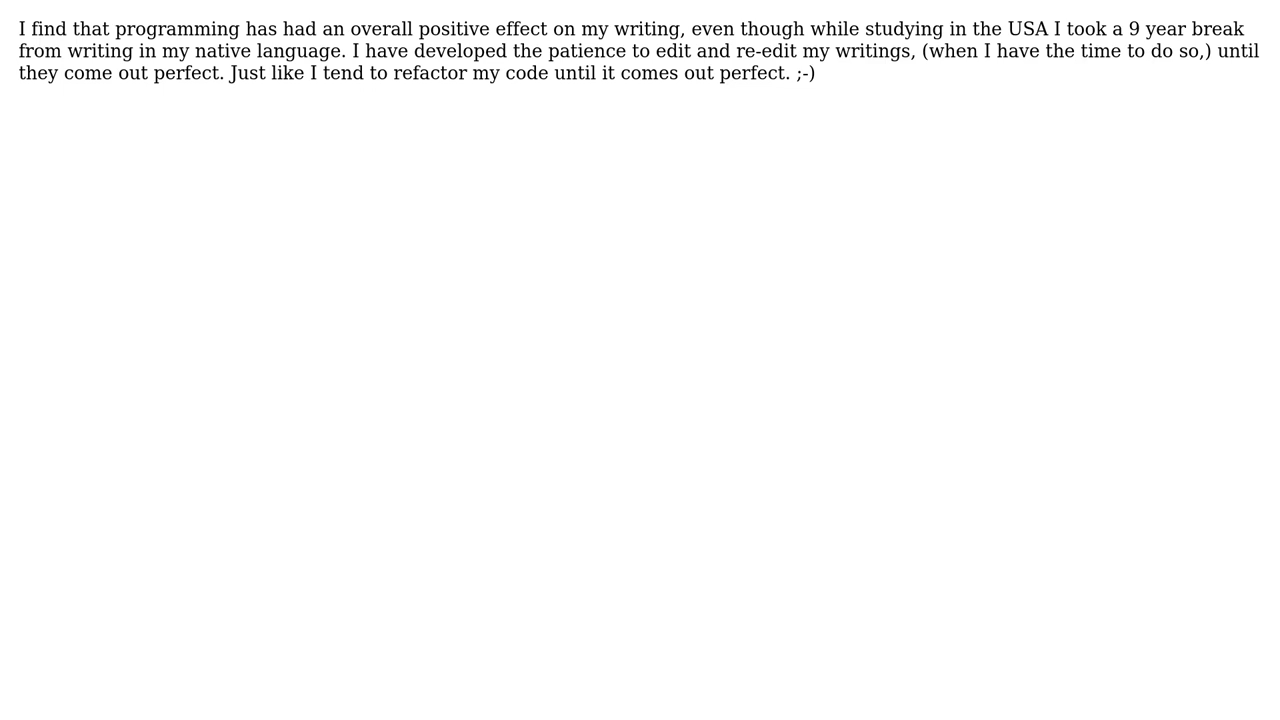 I find that programming has had an overall positive effect on my writing, even though while studying in the USA I took a 9 year break
from writing in my native language. I have developed the patience to edit and re-edit my writings, (when I have the time to do so,) until
they come out perfect. Just like I tend to refactor my code until it comes out perfect. ;-)